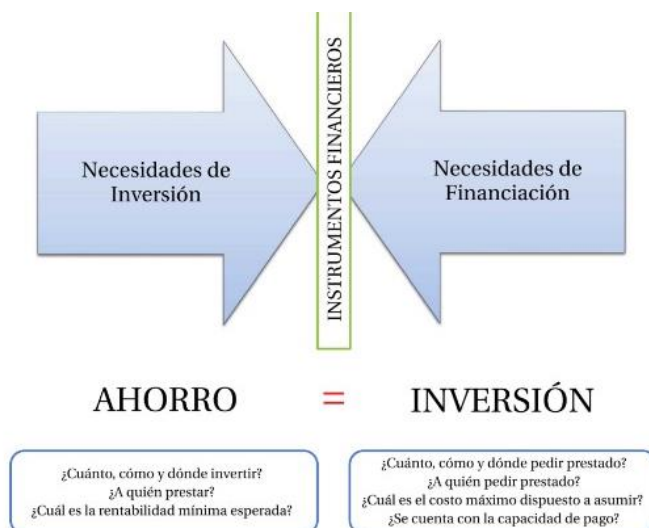 Necesidades de
Inversión
INSTRUMENTOS FINANCIEROS
Necesidades de
Financiación
AHORRO = INVERSIÓN
¿Cuánto, cómo y dónde invertir?
¿A quién prestar?
¿Cuál es la rentabilidad mínima esperada?
¿Cuánto, cómo y dónde pedir prestado?
¿A quién pedir prestado?
¿Cuál es el costo máximo dispuesto a asumir?
¿Se cuenta con la capacidad de pago?